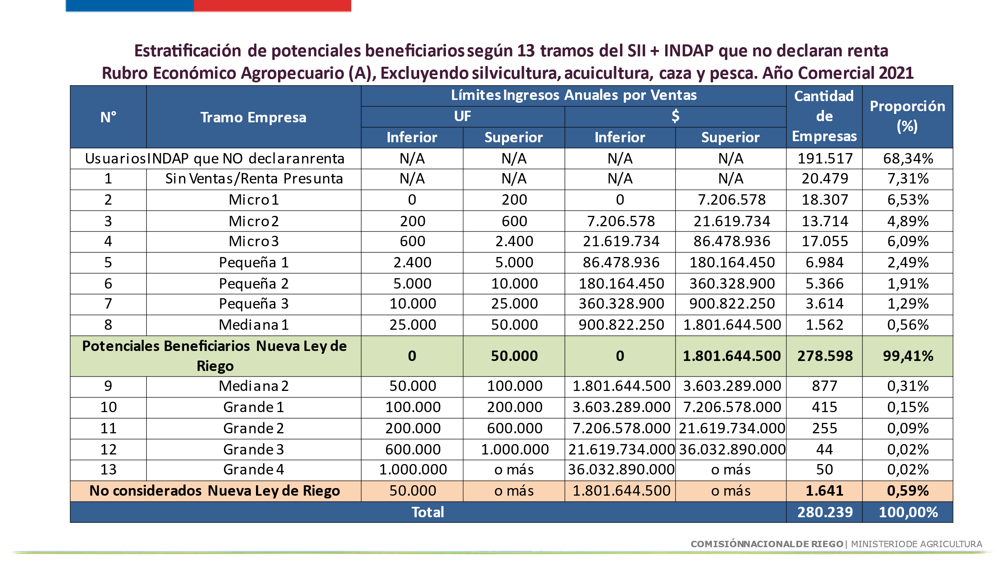 Estratificación de potenciales beneficiarios según 13 tramos del SII + INDAP que no declaran renta
Rubro Económico Agropecuario (A), Excluyendo silvicultura, acuicultura, caza y pesca. Año Comercial 2021
N° Tramo Empresa Límites Ingresos Anuales por Ventas Cantidad de Empresas Proporción (%)
UF $
Inferior Superior Inferior Superior
Usuarios INDAP que NO declaran renta N/A N/A N/A N/A 191.517 68,34%
1 Sin Ventas/Renta Presunta N/A N/A N/A N/A 20.479 7,31%
2 Micro 1 0 200 0 7.206.578 18.307 6,53%
3 Micro 2 200 600 7.206.578 21.619.734 13.714 4,89%
4 Micro 3 600 2.400 21.619.734 86.478.936 17.055 6,09%
5 Pequeña 1 2.400 5.000 86.478.936 180.164.450 6.984 2,49%
6 Pequeña 2 5.000 10.000 180.164.450 360.328.900 5.366 1,91%
7 Pequeña 3 10.000 25.000 360.328.900 900.822.250 3.614 1,29%
8 Mediana 1 25.000 50.000 900.822.250 1.801.644.500 1.562 0,56%
Potenciales Beneficiarios Nueva Ley de Riego 0 50.000 0 1.801.644.500 278.598 99,41%
9 Mediana 2 50.000 100.000 1.801.644.500 3.603.289.000 877 0,31%
10 Grande 1 100.000 200.000 3.603.289.000 7.206.578.000 415 0,15%
11 Grande 2 200.000 600.000 7.206.578.000 21.619.734.000 255 0,09%
12 Grande 3 600.000 1.000.000 21.619.734.000 36.032.890.000 44 0,02%
13 Grande 4 1.000.000 o más 36.032.890.000 o más 50 0,02%
No considerados Nueva Ley de Riego 50.000 o más 1.801.644.500 o más 1.641 0,59%
Total 280.239 100,00%
COMISIÓN NACIONAL DE RIEGO | MINISTERIO DE AGRICULTURA